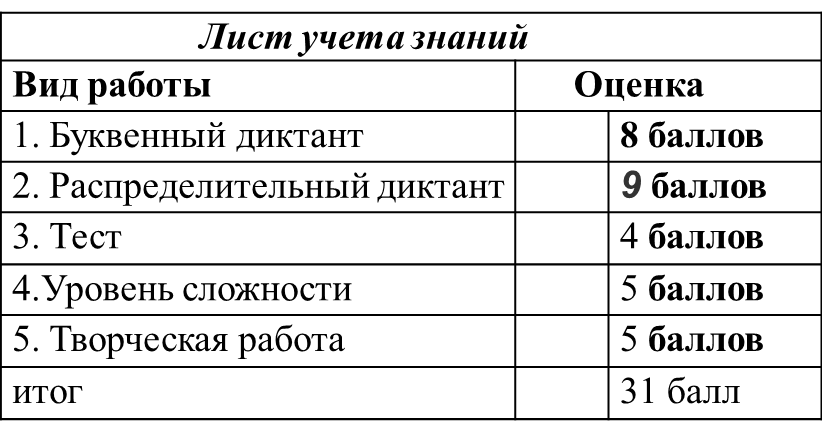 Лист учета знаний
Вид работы Оценка
1. Буквенный диктант 8 баллов
2. Распределительный диктант 9 баллов
3. Тест 4 баллов
4.Уровень сложности 5 баллов
5. Творческая работа 5 баллов
итог 31 балл